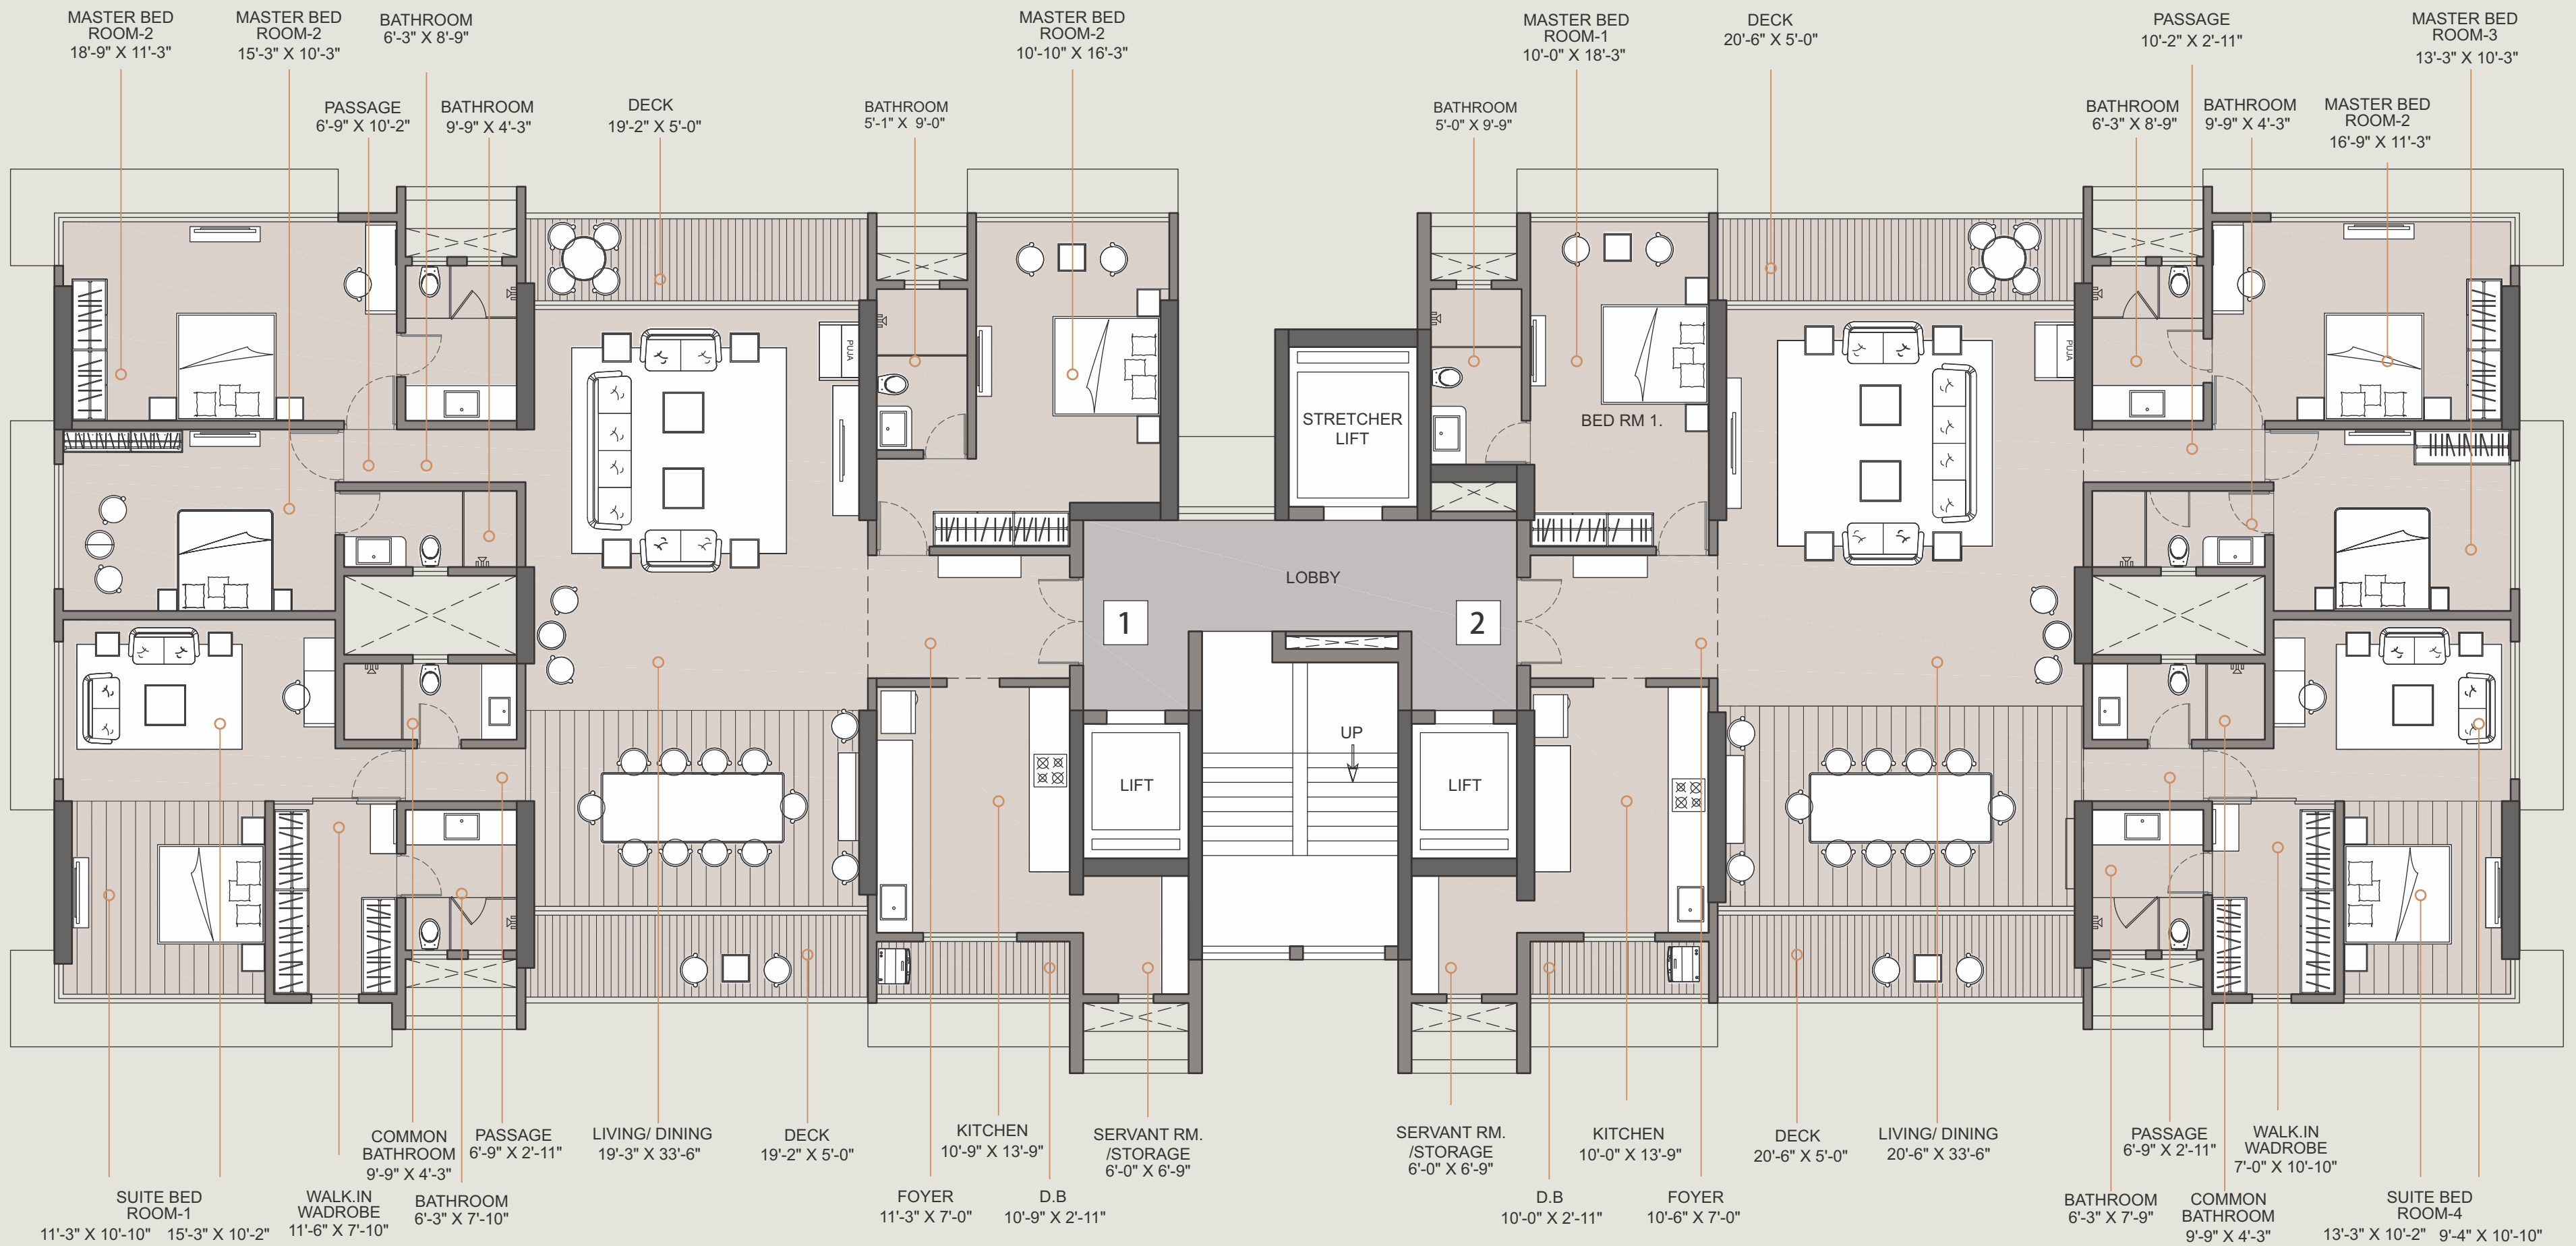 MASTER BED
ROOM-2
18'-9" X 11'-3"
MASTER BED
ROOM-2
15'-3" X 10'-3"
BATHROOM
6'-3" X 8'-9"
MASTER BED
ROOM-2
10'-10" X 16'-3"
MASTER BED
ROOM-1
10'-0" X 18'-3"
DECK
20'-6" X 5'-0"
PASSAGE
10'-2" X 2'-11"
MASTER BED
ROOM-3
13'-3" X 10'-3"
PASSAGE
6'-9" X 10'-2"
BATHROOM
9'-9" X 4'-3"
DECK
19'-2" X 5'-0"
BATHROOM
5'-1" X 9'-0"
BATHROOM
5'-0" X 9'-9"
BATHROOM
6'-3" X 8'-9"
BATHROOM
9'-9" X 4'-3"
MASTER BED
ROOM-2
16'-9" X 11'-3"
PUJA
PUJA
STRETCHER
LIFT
BED RM 1.
LOBBY
1
2
UP
LIFT
LIFT
COMMON
BATHROOM
9'-9" X 4'-3"
PASSAGE
6'-9" X 2'-11"
LIVING/ DINING
19'-3" X 33'-6"
DECK
19'-2" X 5'-0"
KITCHEN
10'-9" X 13'-9"
SERVANT RM.
/STORAGE
6'-0" X 6'-9"
SERVANT RM.
/STORAGE
6'-0" X 6'-9"
KITCHEN
10'-0" X 13'-9"
DECK
20'-6" X 5'-0"
LIVING/ DINING
20'-6" X 33'-6"
PASSAGE
6'-9" X 2'-11"
WALK.IN
WADROBE
7'-0" X 10'-10"
SUITE BED
ROOM-1
11'-3" X 10'-10" 15'-3" X 10'-2"
WALK.IN
WADROBE
11'-6" X 7'-10"
BATHROOM
6'-3" X 7'-10"
FOYER
11'-3" X 7'-0"
D.B
10'-9" X 2'-11"
D.B
10'-0" X 2'-11"
FOYER
10'-6" X 7'-0"
BATHROOM
6'-3" X 7'-9"
COMMON
BATHROOM
9'-9" X 4'-3"
SUITE BED
ROOM-4
13'-3" X 10'-2" 9'-4" X 10'-10"